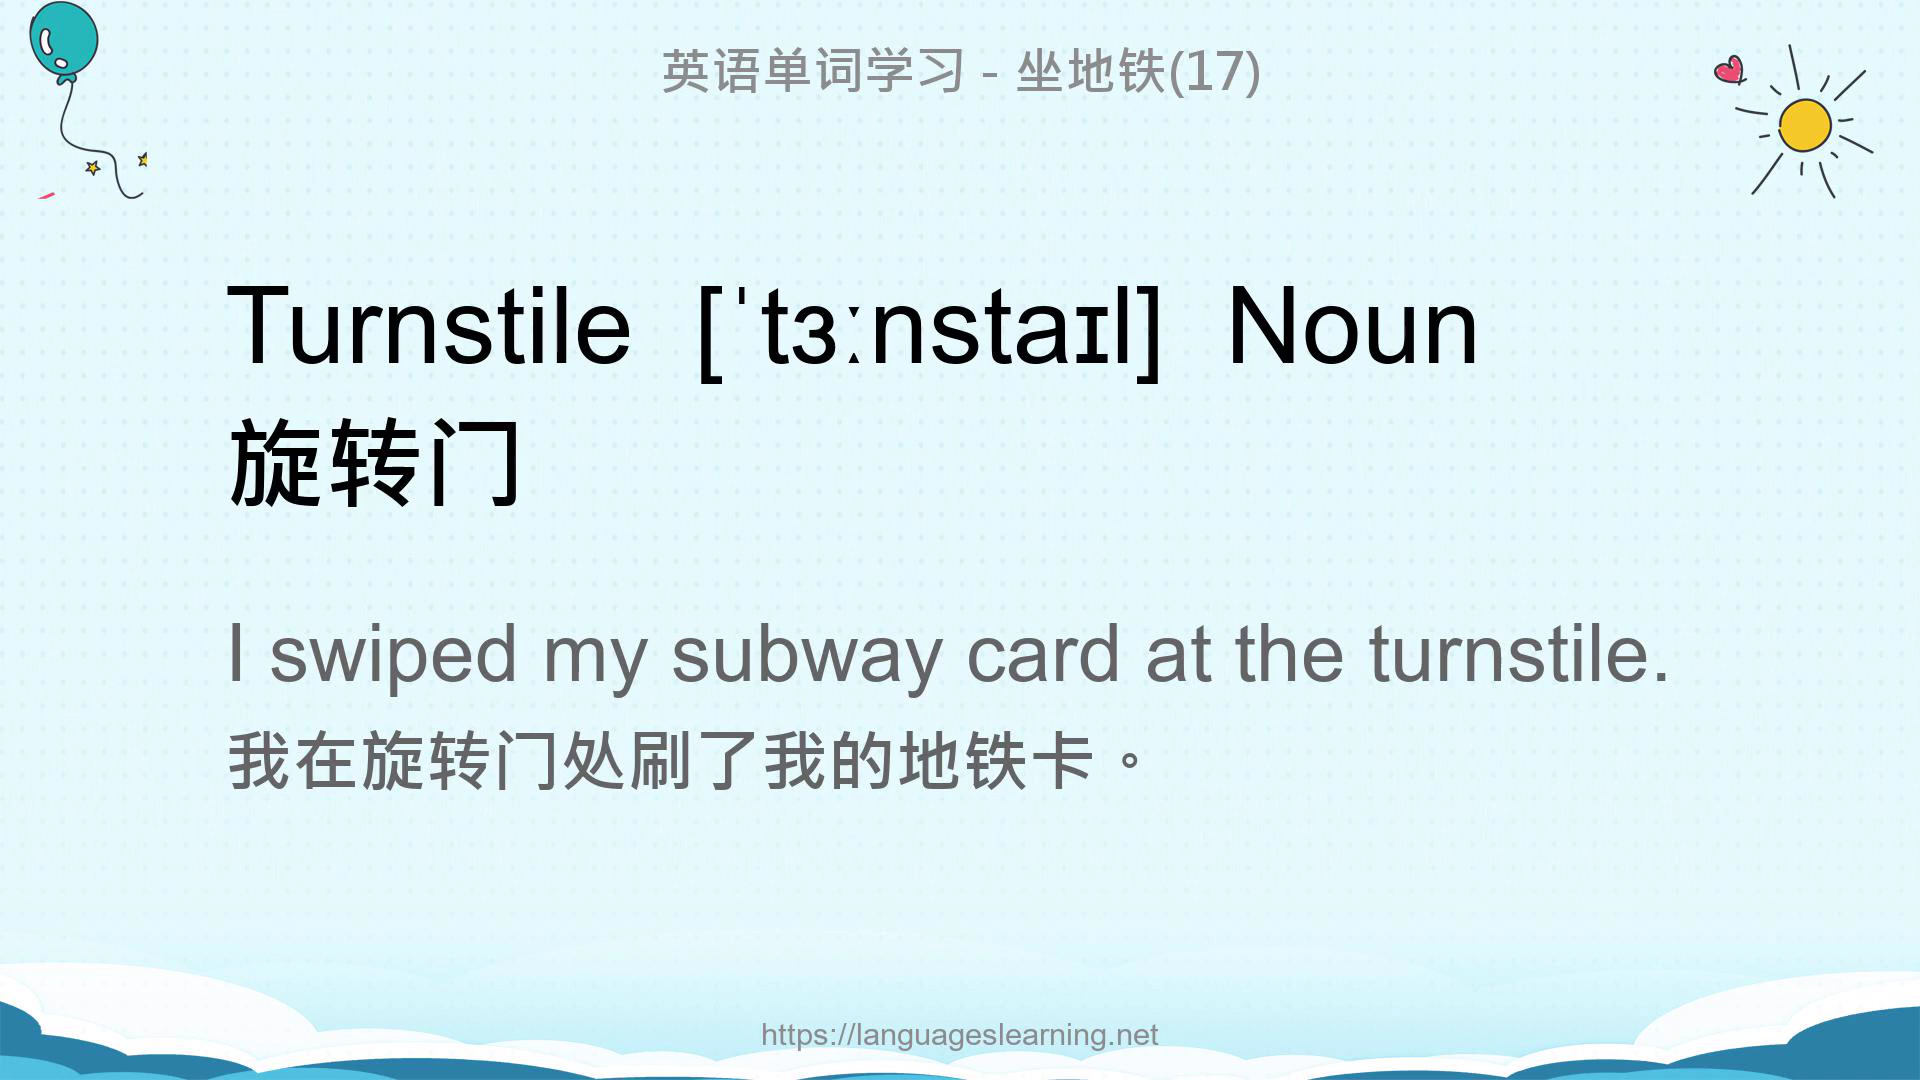 英语单词学习 - 坐地铁(17)
Turnstile [ˈtɜːnstaɪl] Noun
旋转门
I swiped my subway card at the turnstile.
我在旋转门处刷了我的地铁卡。
https://languageslearning.net